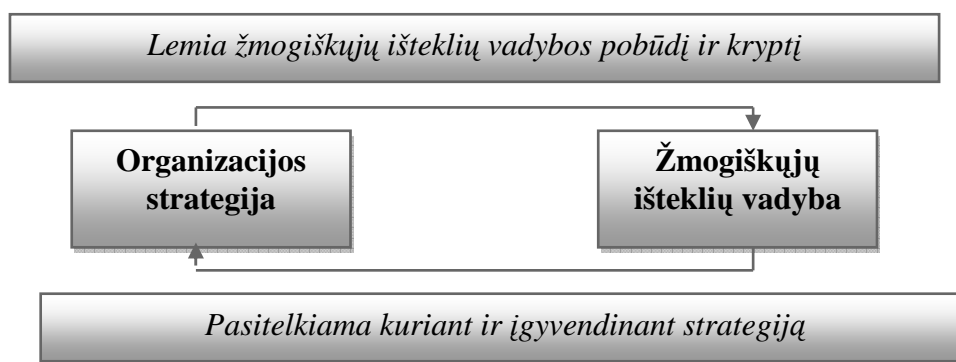 Lemia žmogiškųjų išteklių vadybos pobūdį ir kryptį
Organizacijos
strategija
Žmogiškųjų
išteklių vadyba
Pasitelkiama kuriant ir įgyvendinant strategiją